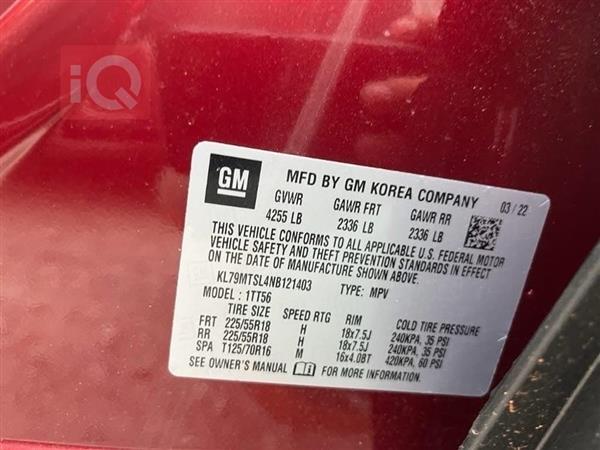 iQ
GM
MFD BY GM KOREA COMPANY 03/22
GVWR GAWR FRT GAWR RR
4255 LB 2336 LB 2336 LB
THIS VEHICLE CONFORMS TO ALL APPLICABLE U.S. FEDERAL MOTOR
VEHICLE SAFETY AND THEFT PREVENTION STANDARDS IN EFFECT
ON THE DATE OF MANUFACTURE SHOWN ABOVE.
KL79MTSL4NB121403 TYPE: MPV
MODEL: 1TT56
TIRE SIZE SPEED RTG RIM COLD TIRE PRESSURE
FRT 225/55R18 H 18x7.5J 240KPA, 35 PSI
RR 225/55R18 H 18x7.5J 240KPA, 35 PSI
SPA T125/70R16 M 16x4.0BT 420KPA, 60 PSI
SEE OWNER'S MANUAL FOR ADDITIONAL INFORMATION.